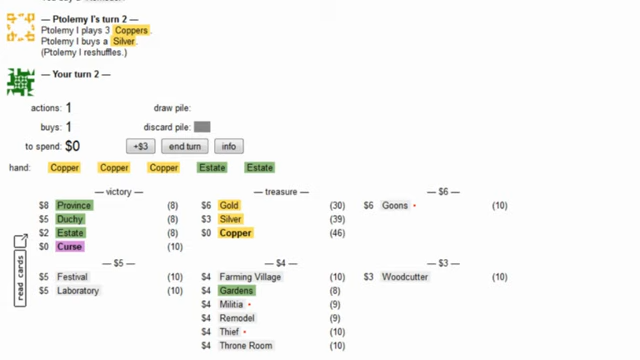 — Ptolemy I's turn 2 —
Ptolemy I plays 3 Coppers.
Ptolemy I buys a Silver.
(Ptolemy I reshuffles.)
— Your turn 2 —
actions: 1 draw pile:
buys: 1 discard pile:
to spend: $0 +$3 end turn info
hand: Copper Copper Copper Estate Estate
— victory — — treasure — — $6 —
$8 Province (8) $6 Gold (30) $6 Goons (10)
$5 Duchy (8) $3 Silver (39)
$2 Estate (8) $0 Copper (46)
$0 Curse (10)
— $5 — — $4 — — $3 —
$5 Festival (10) $4 Farming Village (10) $3 Woodcutter (10)
$5 Laboratory (10) $4 Gardens (8)
$4 Militia (9)
$4 Remodel (9)
$4 Thief (10)
$4 Throne Room (10)
read cards